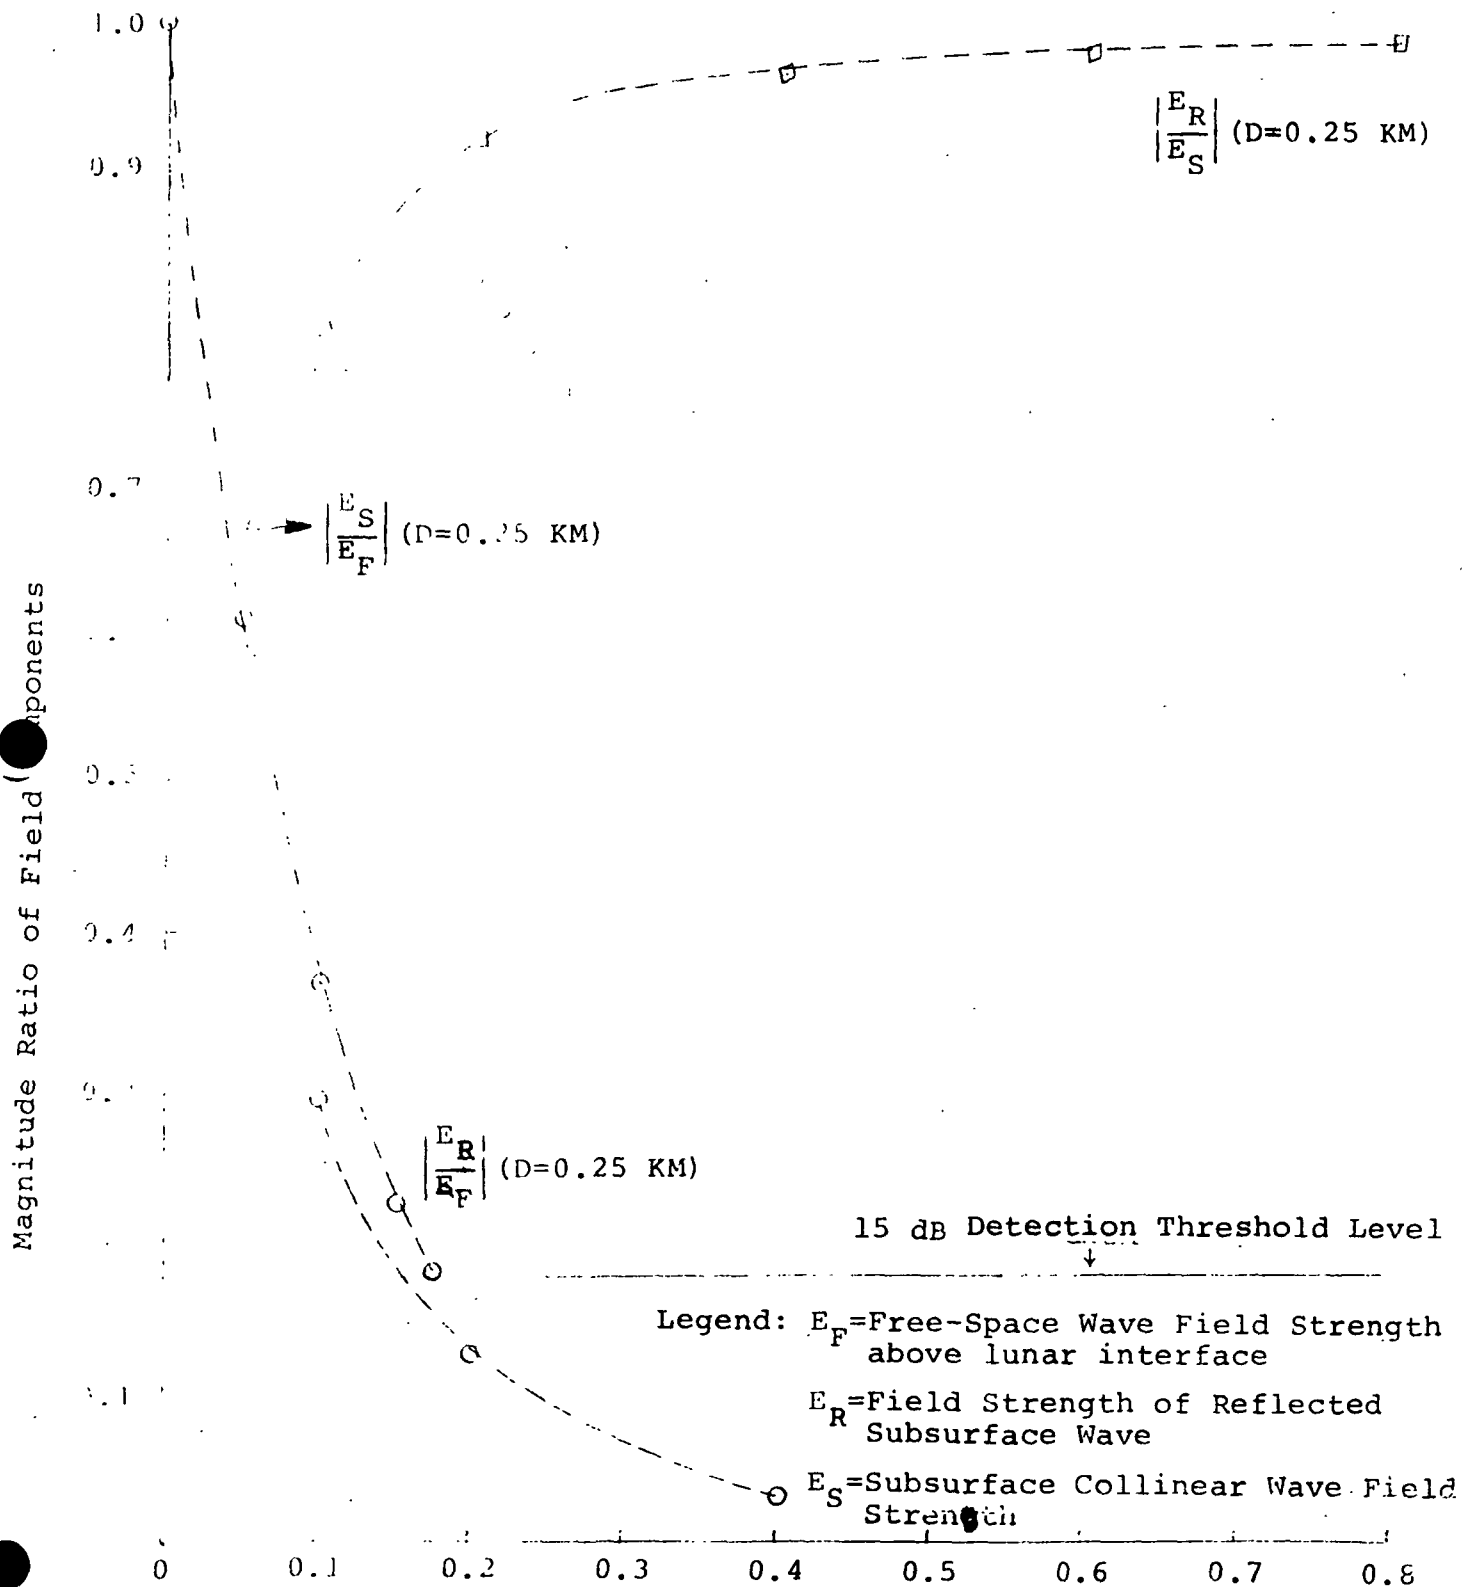 1.0
0.9
0.7
0.4
Magnitude Ratio of Field
|E_R/E_S| (D=0.25 KM)
|E_S/E_F| KM)
|E_R/E_F| (D=0.25 KM)
15 dB Detection Threshold Level
Legend: E_F=Free-Space Wave Field Strength
above lunar interface
E_R=Field Strength of Reflected
Subsurface Wave
E_S=Subsurface Collinear Wave Field
Strength
0 0.1 0.2 0.3 0.4 0.5 0.6 0.7 0.8